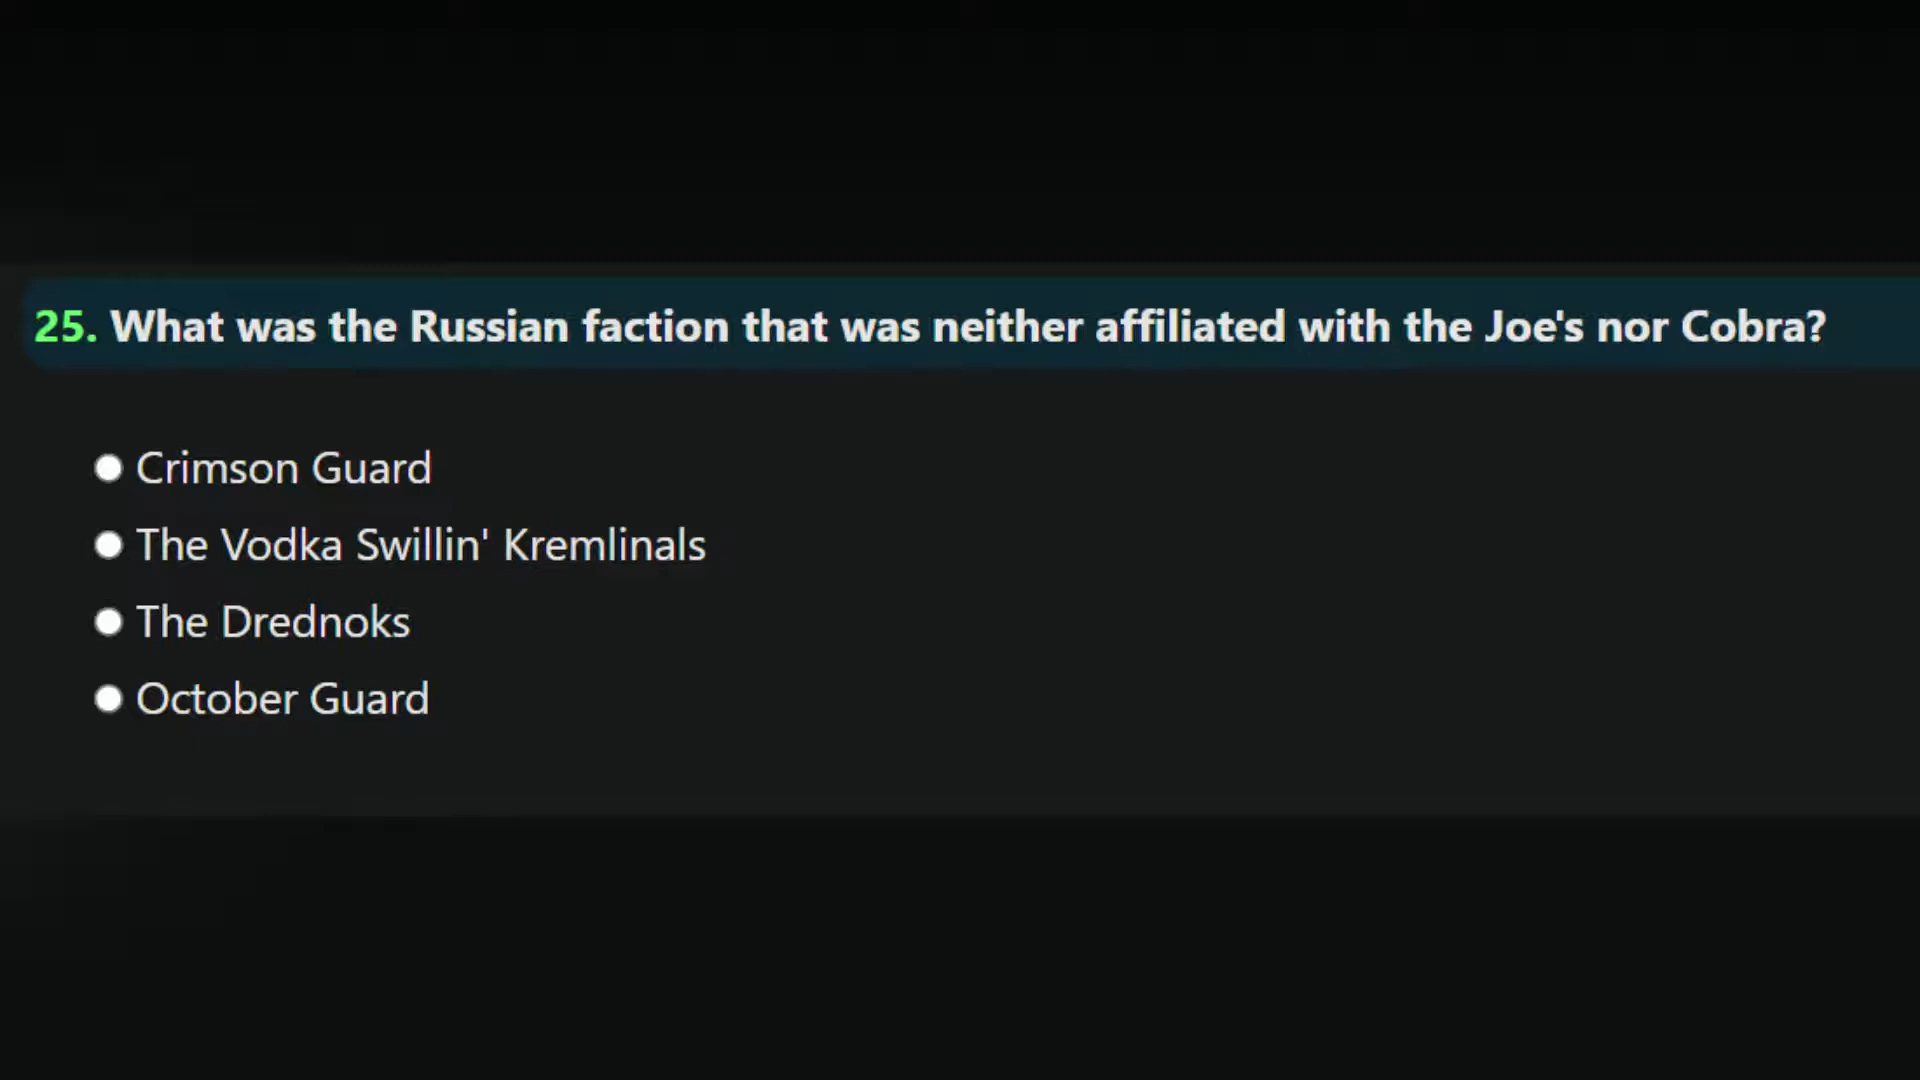 25. What was the Russian faction that was neither affiliated with the Joe's nor Cobra?
Crimson Guard
The Vodka Swillin' Kremlinals
The Drednoks
October Guard